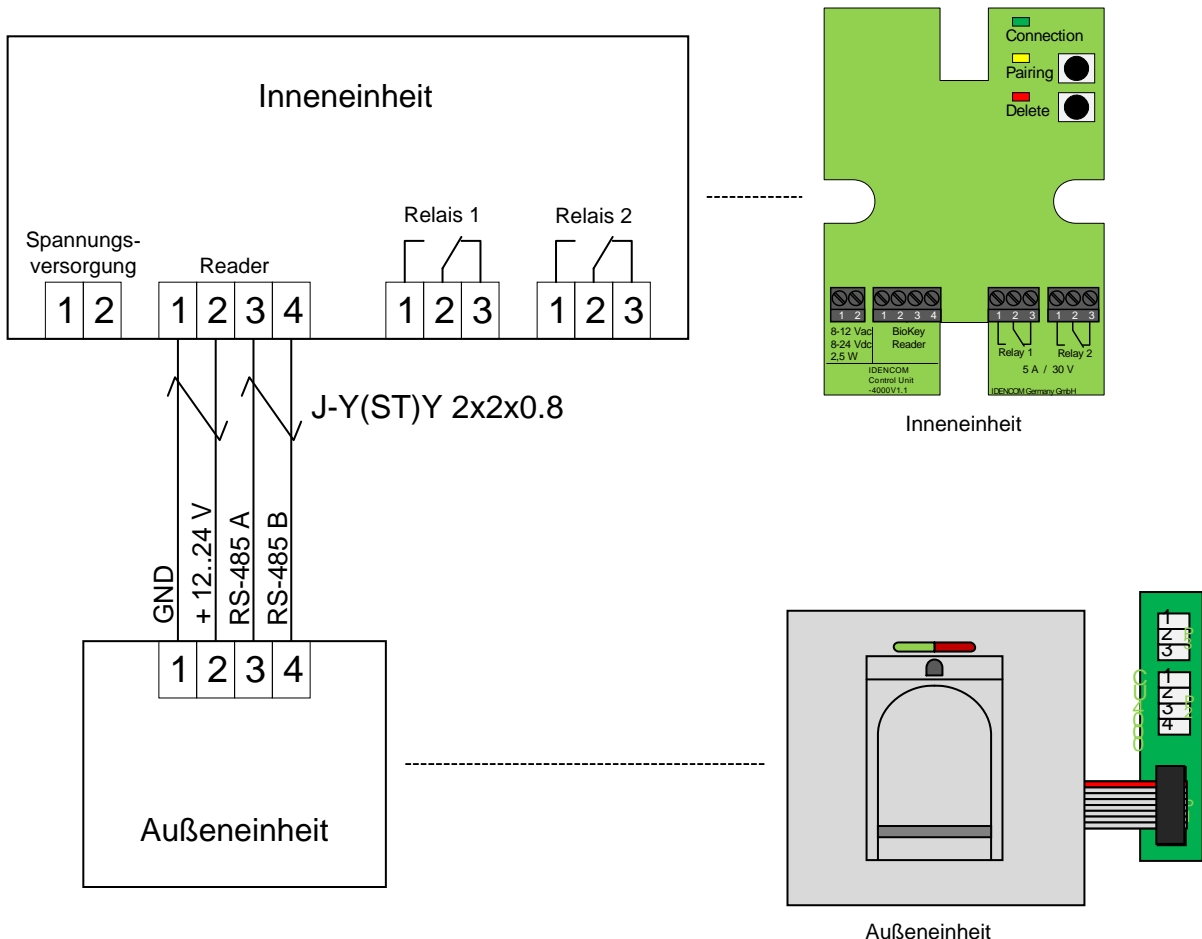 Inneneinheit
Spannungs-
versorgung
Reader
Relais 1
Relais 2
1 2
1 2 3 4
1 2 3
1 2 3
J-Y(ST)Y 2x2x0.8
GND
+ 12..24 V
RS-485 A
RS-485 B
1 2 3 4
Außeneinheit
Connection
Pairing
Delete
1 2
1 2 3 4
1 2 3
1 2 3
8-12 Vac
8-24 Vdc
2,5 W
BioKey
Reader
Relay 1
Relay 2
5 A / 30 V
IDENCOM
Control Unit
-4000V1.1
IDENCOM Germany GmbH
Inneneinheit
1
2
3
1
2
3
4
Außeneinheit